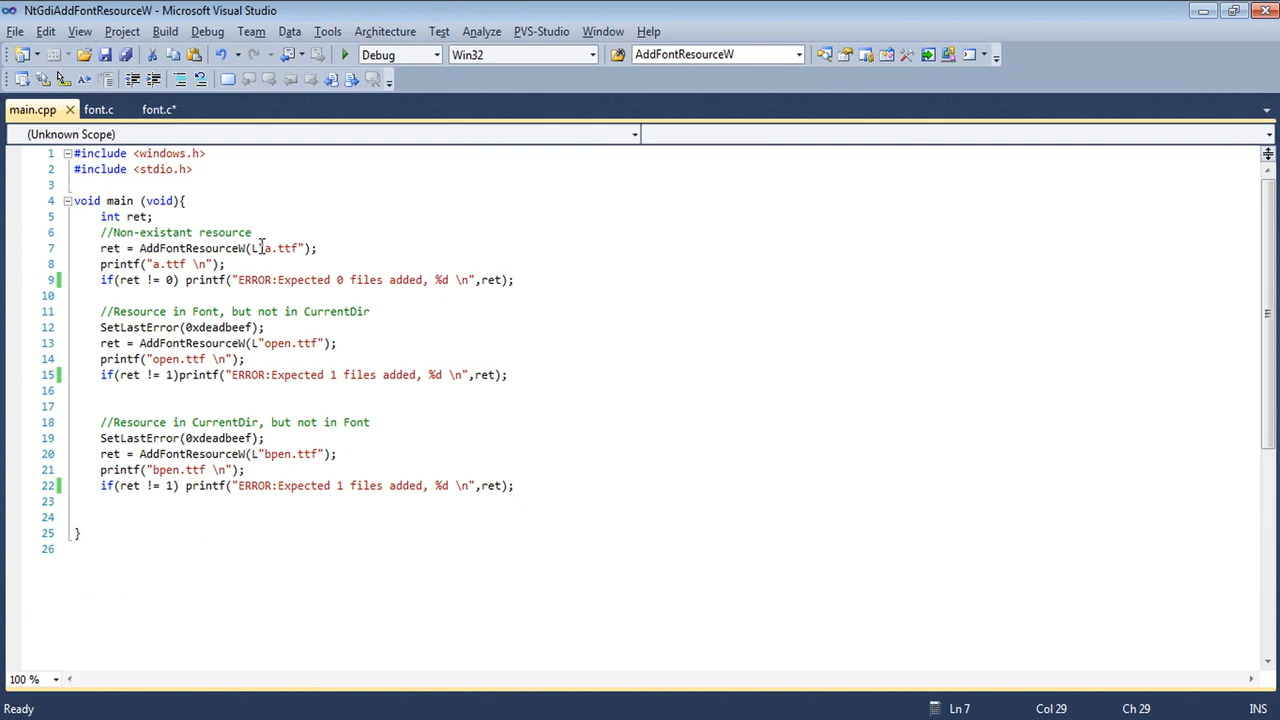 NtGdiAddFontResourceW - Microsoft Visual Studio
File Edit View Project Build Debug Team Data Tools Architecture Test Analyze PVS-Studio Window Help
Debug Win32 AddFontResourceW
main.cpp font.c font.c*
(Unknown Scope)
1 #include <windows.h>
2 #include <stdio.h>
3
4 void main (void){
5 int ret;
6 //Non-existant resource
7 ret = AddFontResourceW(L"a.ttf");
8 printf("a.ttf \n");
9 if(ret != 0) printf("ERROR:Expected 0 files added, %d \n",ret);
10
11 //Resource in Font, but not in CurrentDir
12 SetLastError(0xdeadbeef);
13 ret = AddFontResourceW(L"open.ttf");
14 printf("open.ttf \n");
15 if(ret != 1)printf("ERROR:Expected 1 files added, %d \n",ret);
16
17
18 //Resource in CurrentDir, but not in Font
19 SetLastError(0xdeadbeef);
20 ret = AddFontResourceW(L"bpen.ttf");
21 printf("bpen.ttf \n");
22 if(ret != 1) printf("ERROR:Expected 1 files added, %d \n",ret);
23
24
25 }
26
100 %
Ready Ln 7 Col 29 Ch 29 INS